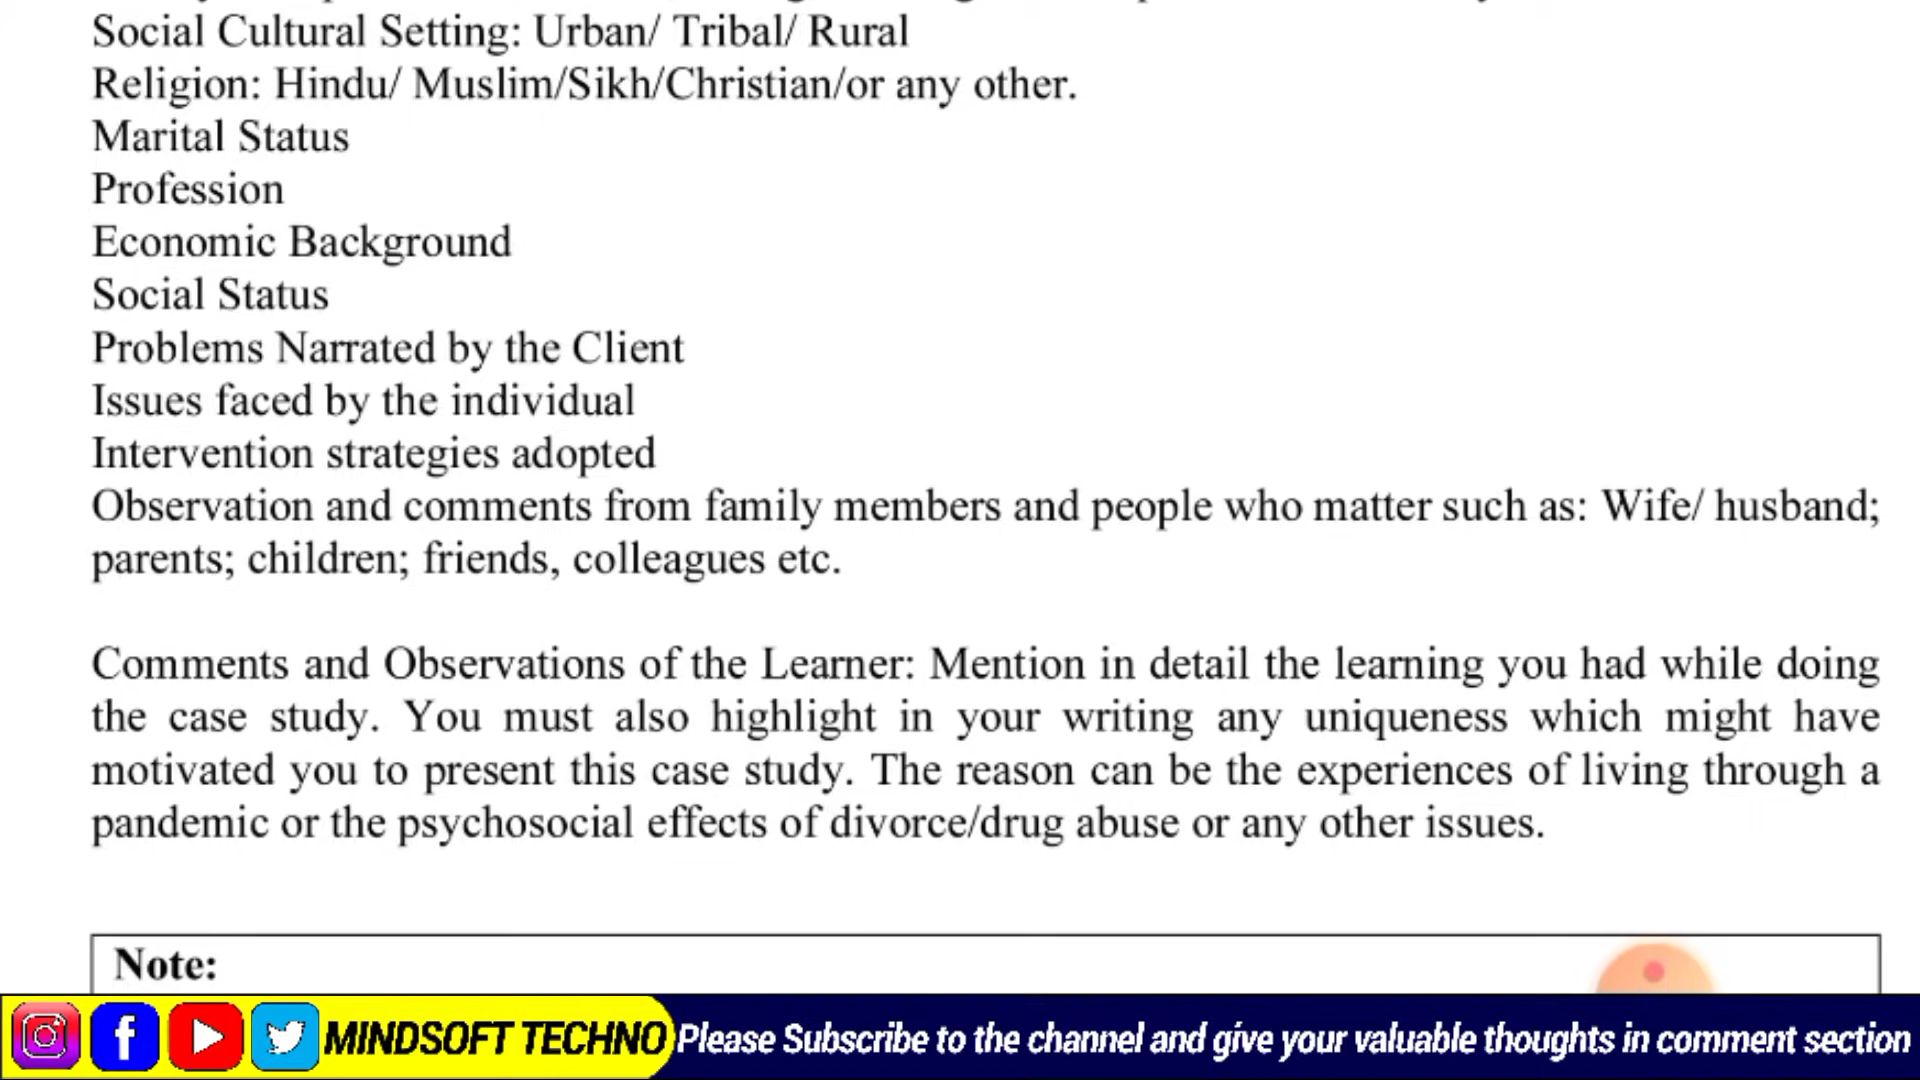 Social Cultural Setting: Urban/ Tribal/ Rural
Religion: Hindu/ Muslim/Sikh/Christian/or any other.
Marital Status
Profession
Economic Background
Social Status
Problems Narrated by the Client
Issues faced by the individual
Intervention strategies adopted
Observation and comments from family members and people who matter such as: Wife/ husband;
parents; children; friends, colleagues etc.
Comments and Observations of the Learner: Mention in detail the learning you had while doing
the case study. You must also highlight in your writing any uniqueness which might have
motivated you to present this case study. The reason can be the experiences of living through a
pandemic or the psychosocial effects of divorce/drug abuse or any other issues.
Note:
MINDSOFT TECHNO Please Subscribe to the channel and give your valuable thoughts in comment section